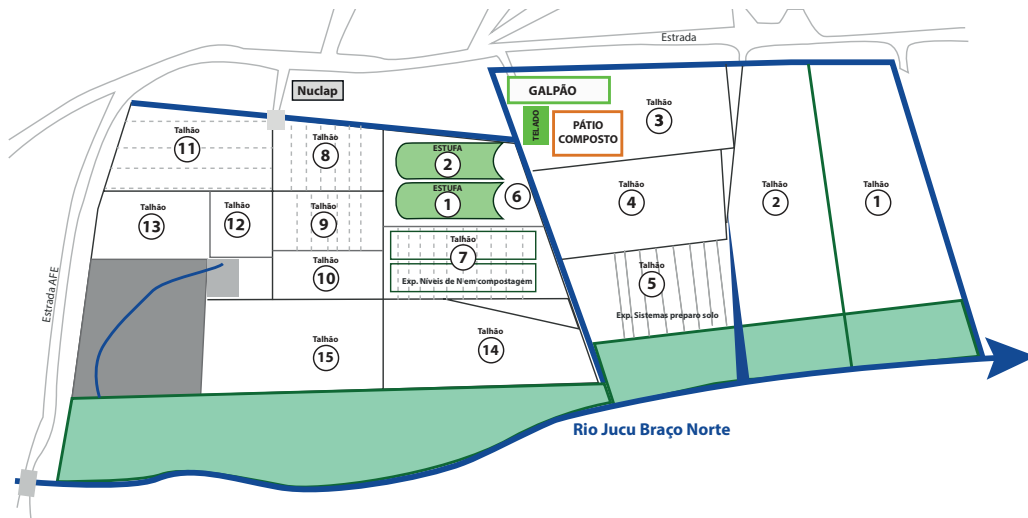 Estrada
Nuclap
GALPÃO
TELADO
PÁTIO
COMPOSTO
Talhão
3
Talhão
11
Talhão
8
ESTUFA
2
ESTUFA
1
6
Talhão
4
Talhão
2
Talhão
1
Talhão
13
Talhão
12
Talhão
9
Talhão
7
Exp. Níveis de N em compostagem
Talhão
10
Talhão
5
Exp. Sistemas preparo solo
Estrada AFE
Talhão
15
Talhão
14
Rio Jucu Braço Norte